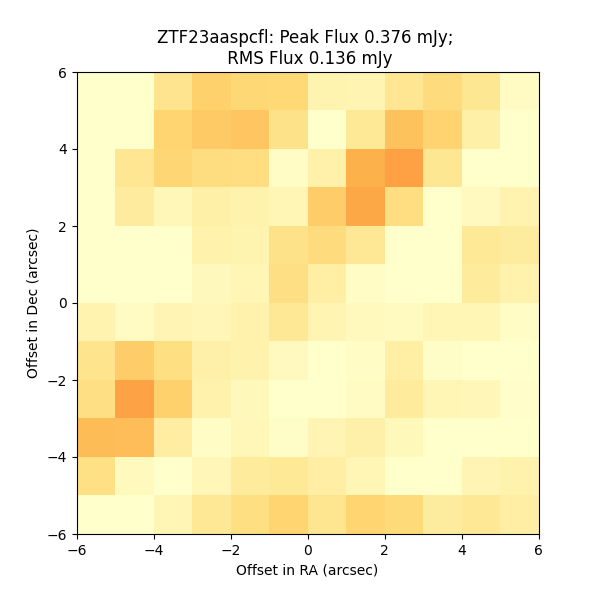 ZTF23aaspcfl: Peak Flux 0.376 mJy;
RMS Flux 0.136 mJy
6
4
2
0
−2
−4
−6
Offset in Dec (arcsec)
−6 −4 −2 0 2 4 6
Offset in RA (arcsec)